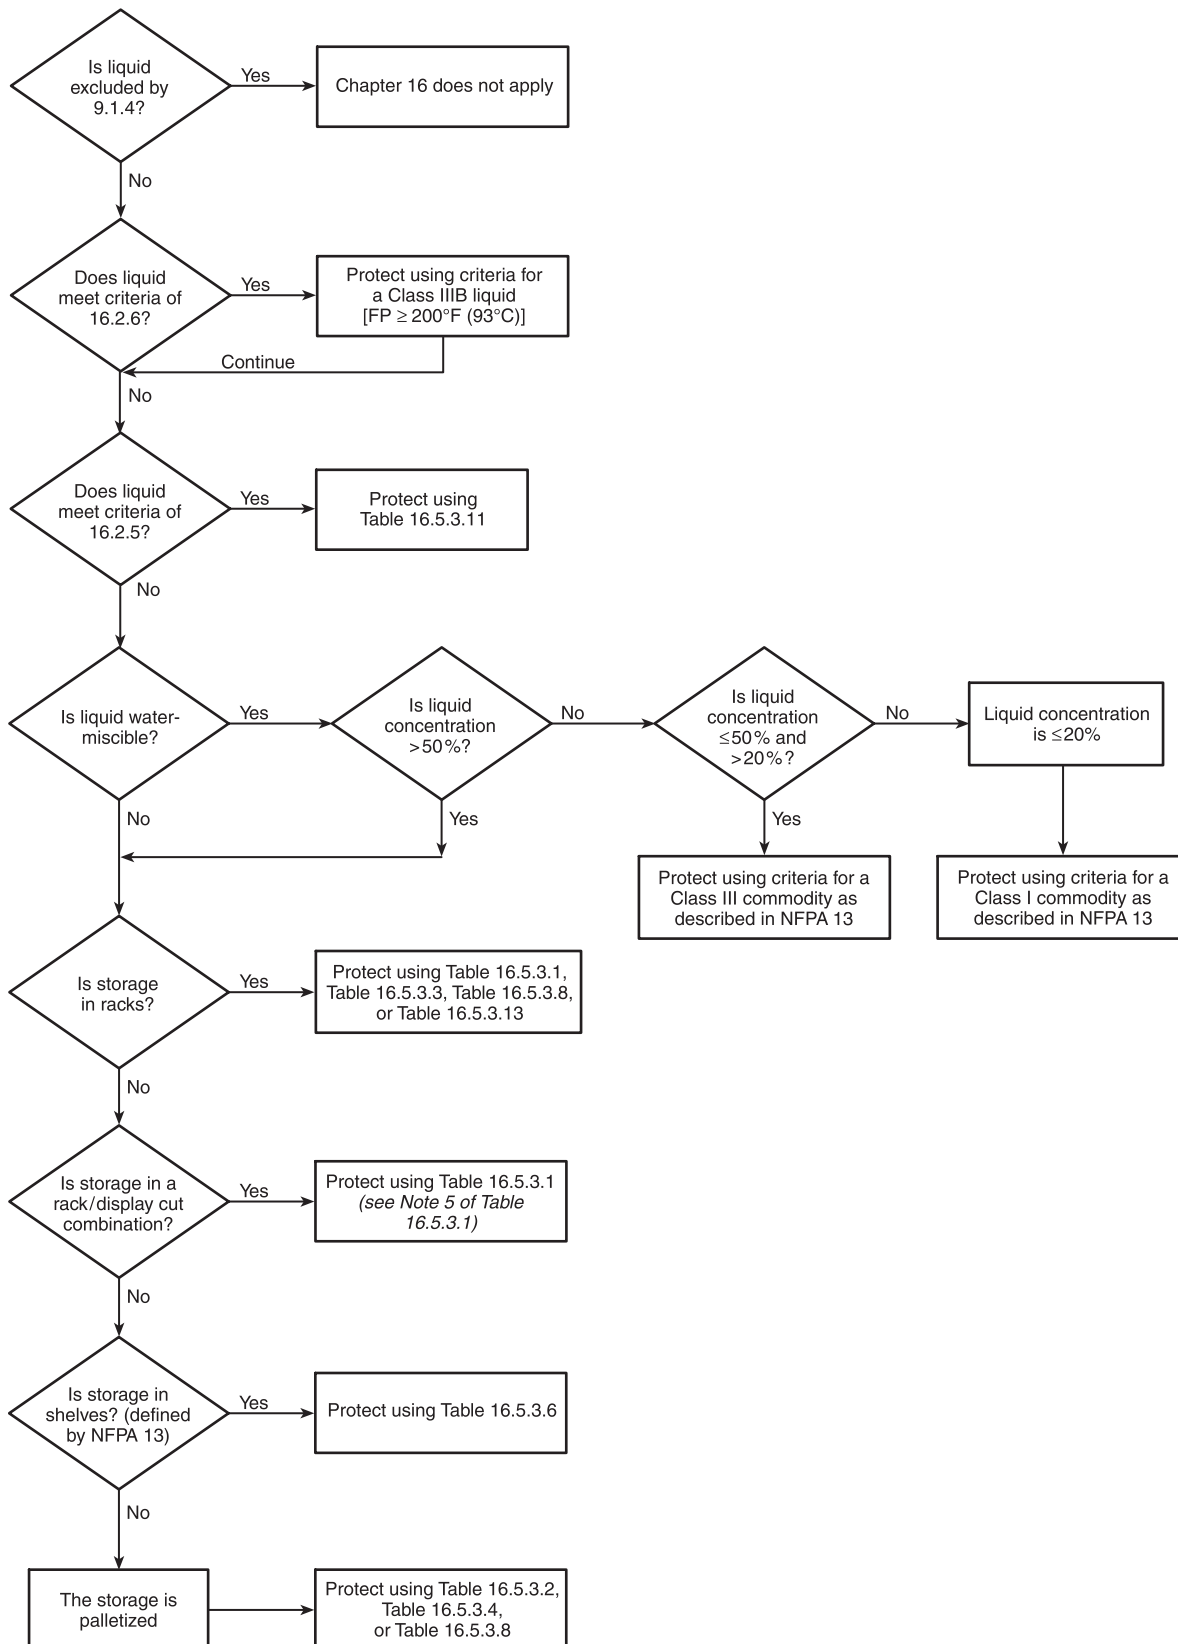 Is liquid
excluded by
9.1.4?
Yes
Chapter 16 does not apply
No
Does liquid
meet criteria of
16.2.6?
Yes
Protect using criteria for
a Class IIIB liquid
[FP ≥ 200°F (93°C)]
Continue
No
Does liquid
meet criteria of
16.2.5?
Yes
Protect using
Table 16.5.3.11
No
Is liquid water-
miscible?
Yes
Is liquid
concentration
>50%?
No
Is liquid
concentration
≤50% and
>20%?
No
Liquid concentration
is ≤20%
No
Yes
Yes
Protect using criteria for a
Class III commodity as
described in NFPA 13
Protect using criteria for a
Class I commodity as
described in NFPA 13
Is storage
in racks?
Yes
Protect using Table 16.5.3.1,
Table 16.5.3.3, Table 16.5.3.8,
or Table 16.5.3.13
No
Is storage in a
rack/display cut
combination?
Yes
Protect using Table 16.5.3.1
(see Note 5 of Table
16.5.3.1)
No
Is storage in
shelves? (defined
by NFPA 13)
Yes
Protect using Table 16.5.3.6
No
The storage is
palletized
Protect using Table 16.5.3.2,
Table 16.5.3.4,
or Table 16.5.3.8